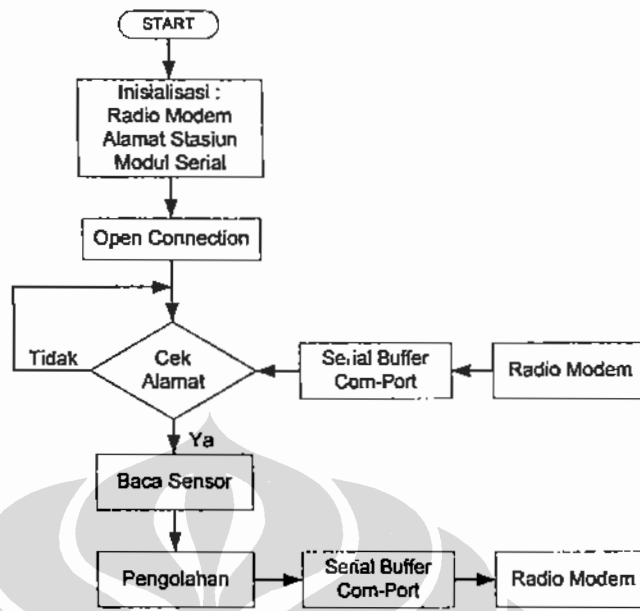 START
Inisialisasi :
Radio Modem
Alamat Stasiun
Modul Serial
Open Connection
Tidak
Cek
Alamat
Serial Buffer
Com-Port
Radio Modem
Ya
Baca Sensor
Pengolahan
Serial Buffer
Com-Port
Radio Modem